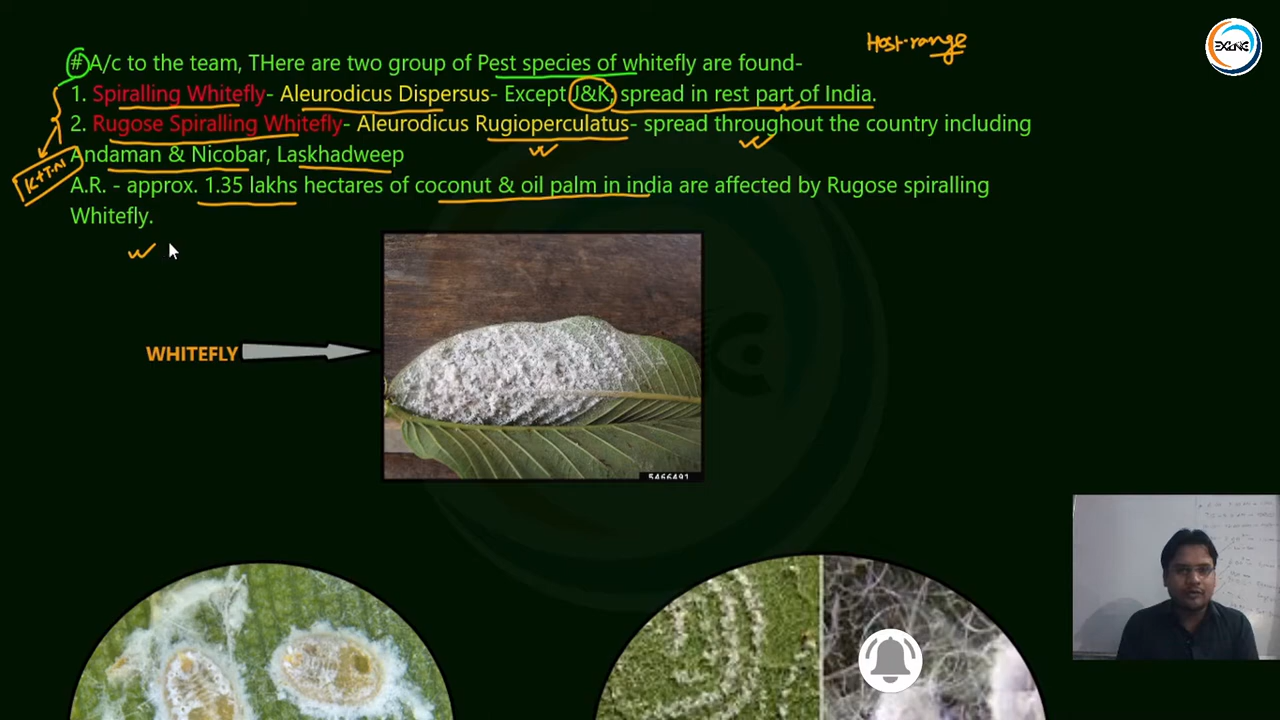 Host-range
# A/c to the team, THere are two group of Pest species of whitefly are found-
1. Spiralling Whitefly- Aleurodicus Dispersus- Except J&K, spread in rest part of India.
2. Rugose Spiralling Whitefly- Aleurodicus Rugioperculatus- spread throughout the country including
Andaman & Nicobar, Laskhadweep
K+T.N
A.R. - approx. 1.35 lakhs hectares of coconut & oil palm in india are affected by Rugose spiralling
Whitefly.
WHITEFLY
5466491